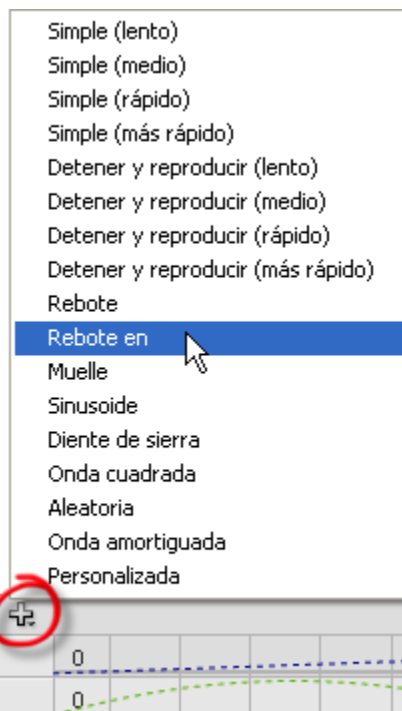 Simple (lento)
Simple (medio)
Simple (rápido)
Simple (más rápido)
Detener y reproducir (lento)
Detener y reproducir (medio)
Detener y reproducir (rápido)
Detener y reproducir (más rápido)
Rebote
Rebote en
Muelle
Sinusoide
Diente de sierra
Onda cuadrada
Aleatoria
Onda amortiguada
Personalizada
0
0